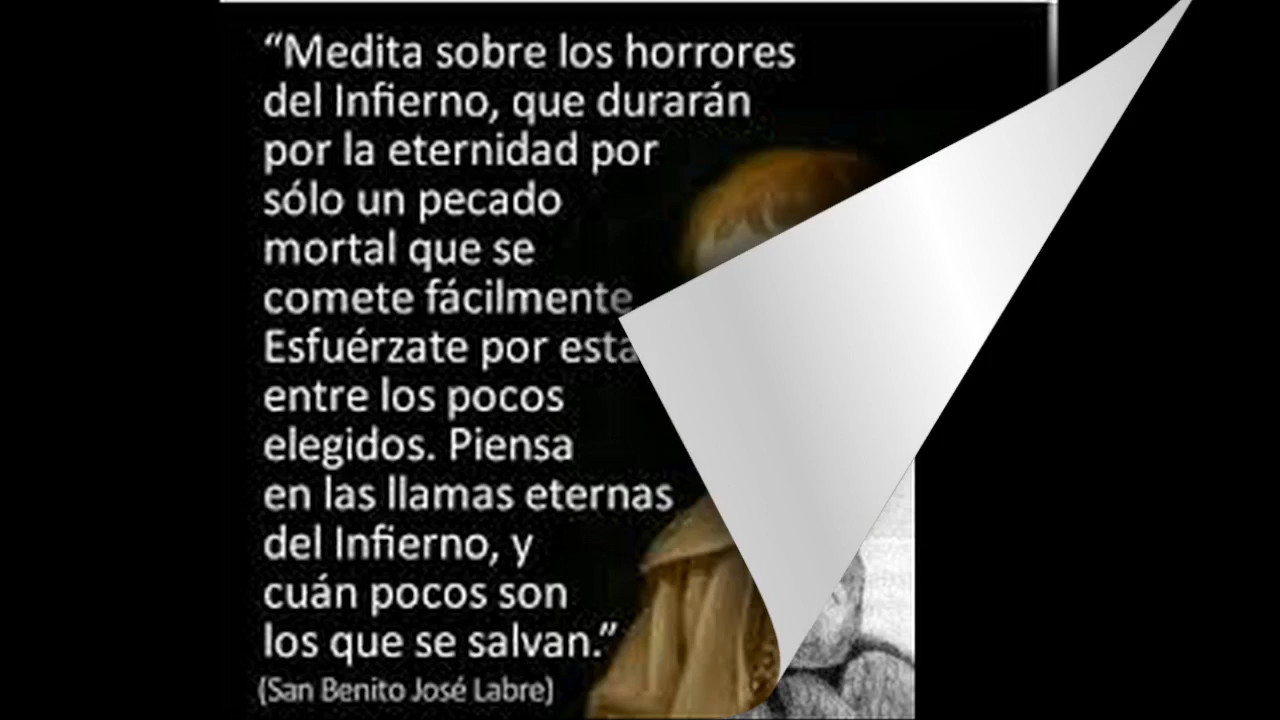 “Medita sobre los horrores
del Infierno, que durarán
por la eternidad por
sólo un pecado
mortal que se
comete fácilmente
Esfuérzate por esta
entre los pocos
elegidos. Piensa
en las llamas eternas
del Infierno, y
cuán pocos son
los que se salvan.”
(San Benito José Labre)